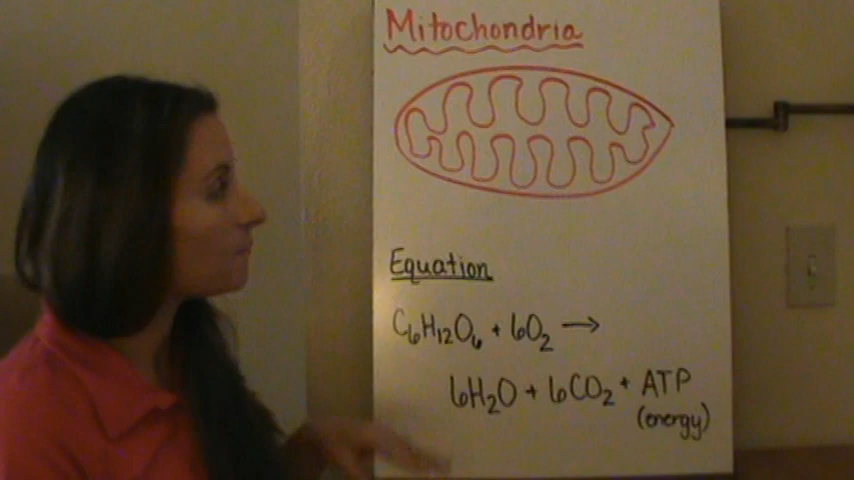 Mitochondria
Equation
C₆H₁₂O₆ + 6O₂ →
6H₂O + 6CO₂ + ATP
(energy)